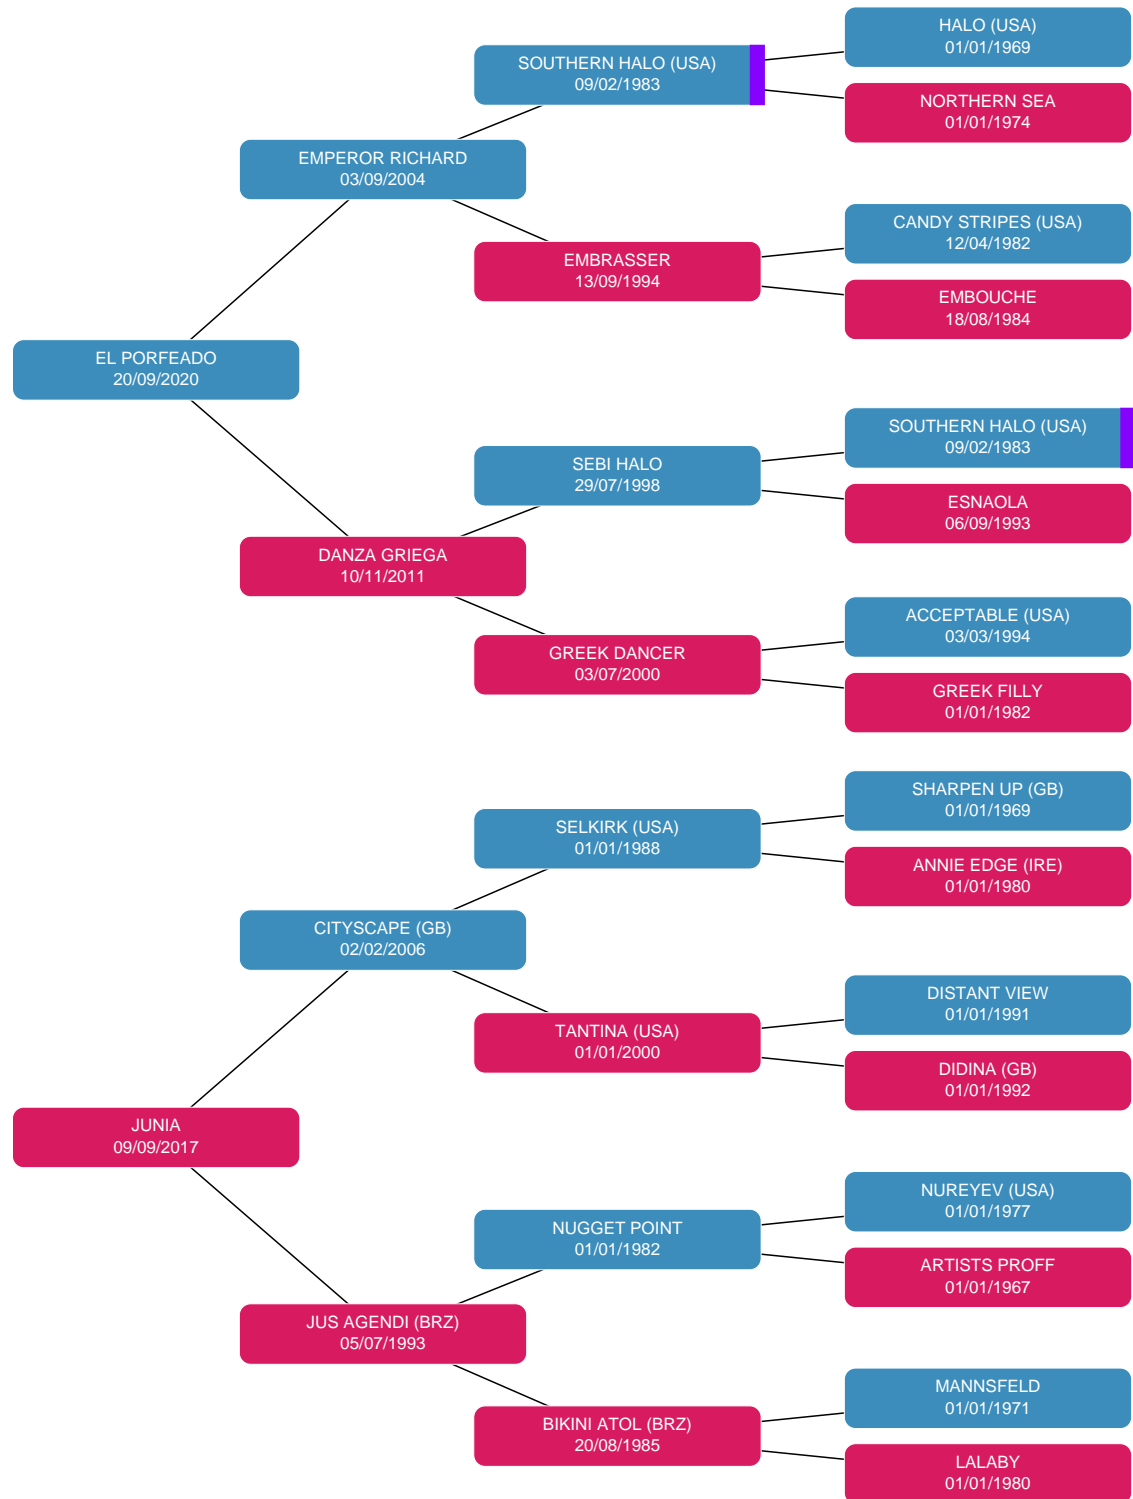 HALO (USA)
01/01/1969
SOUTHERN HALO (USA)
09/02/1983
NORTHERN SEA
01/01/1974
EMPEROR RICHARD
03/09/2004
CANDY STRIPES (USA)
12/04/1982
EMBRASSER
13/09/1994
EMBOUCHE
18/08/1984
EL PORFEADO
20/09/2020
SOUTHERN HALO (USA)
09/02/1983
SEBI HALO
29/07/1998
ESNAOLA
06/09/1993
DANZA GRIEGA
10/11/2011
ACCEPTABLE (USA)
03/03/1994
GREEK DANCER
03/07/2000
GREEK FILLY
01/01/1982
SHARPEN UP (GB)
01/01/1969
SELKIRK (USA)
01/01/1988
ANNIE EDGE (IRE)
01/01/1980
CITYSCAPE (GB)
02/02/2006
DISTANT VIEW
01/01/1991
TANTINA (USA)
01/01/2000
DIDINA (GB)
01/01/1992
JUNIA
09/09/2017
NUREYEV (USA)
01/01/1977
NUGGET POINT
01/01/1982
ARTISTS PROFF
01/01/1967
JUS AGENDI (BRZ)
05/07/1993
MANNSFELD
01/01/1971
BIKINI ATOL (BRZ)
20/08/1985
LALABY
01/01/1980